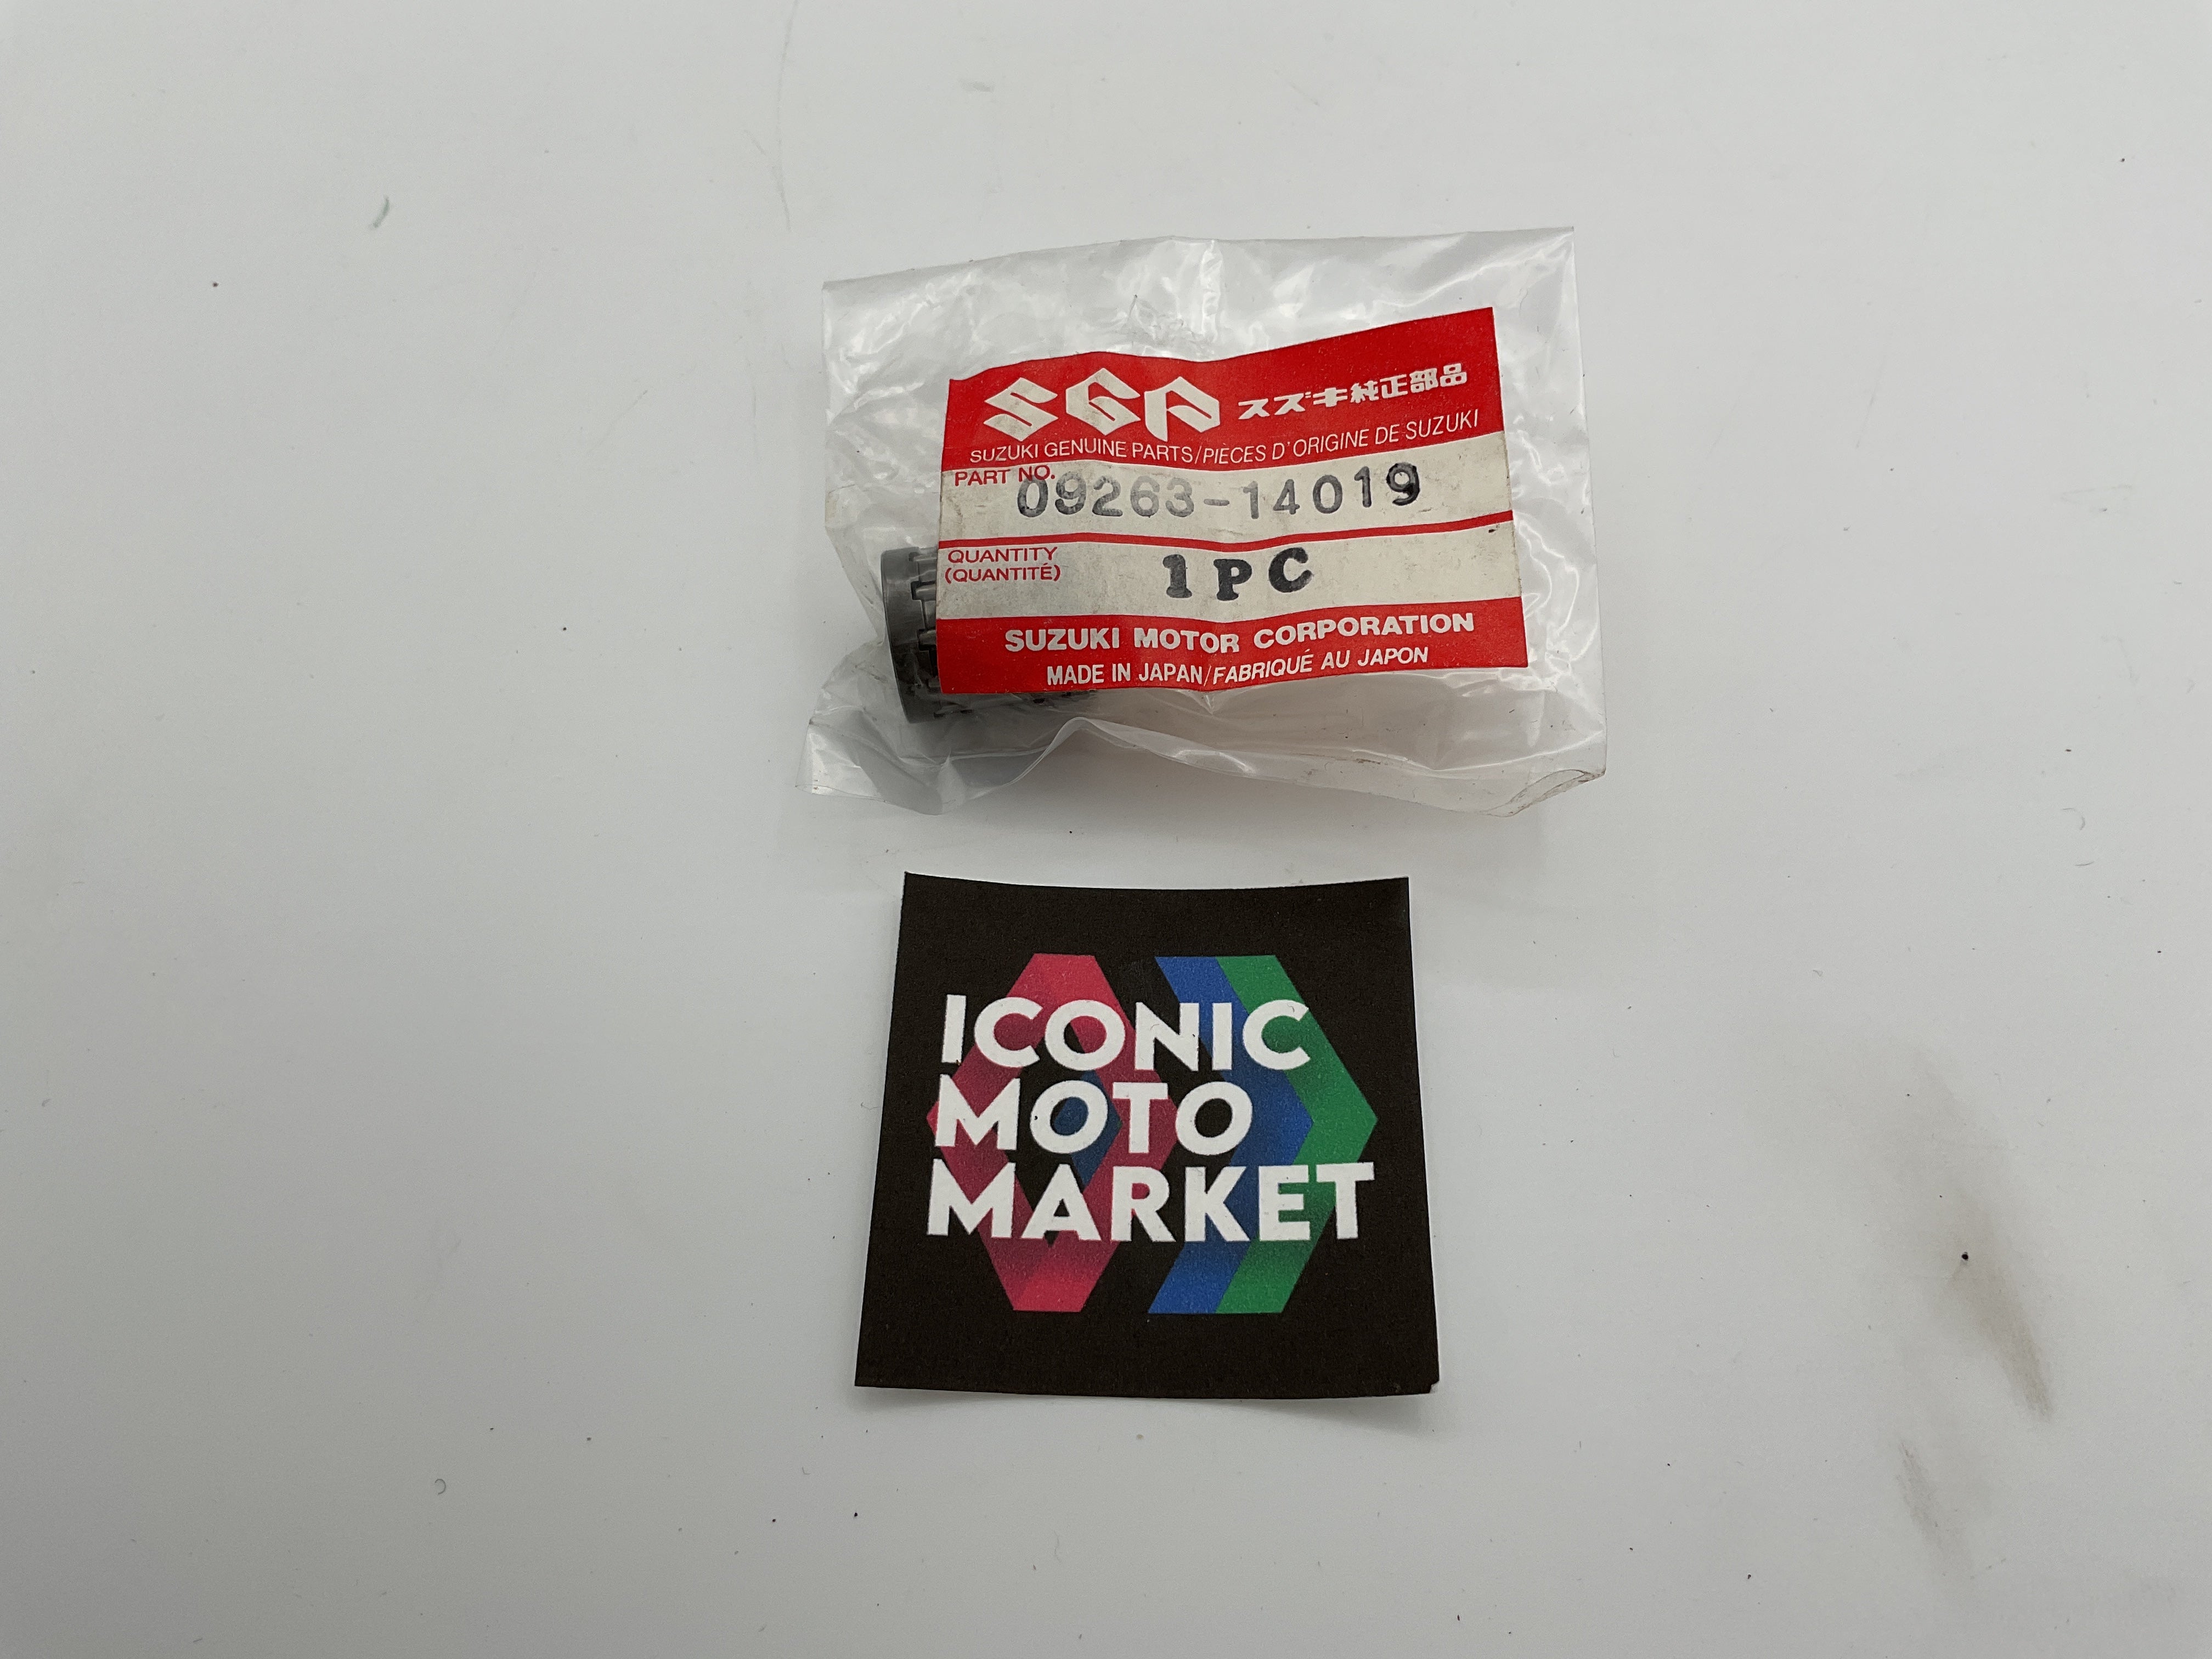 SGP スズキ純正部品
SUZUKI GENUINE PARTS/PIÈCES D'ORIGINE DE SUZUKI
PART NO. 09263-14019
QUANTITY
(QUANTITÉ) 1PC
SUZUKI MOTOR CORPORATION
MADE IN JAPAN/FABRIQUÉ AU JAPON
ICONIC
MOTO
MARKET